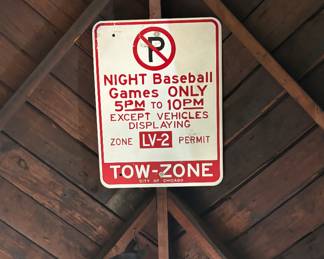 P
NIGHT Baseball
Games ONLY
5PM TO 10PM
EXCEPT VEHICLES
DISPLAYING
ZONE LV-2 PERMIT
TOW-ZONE
CITY OF CHICAGO